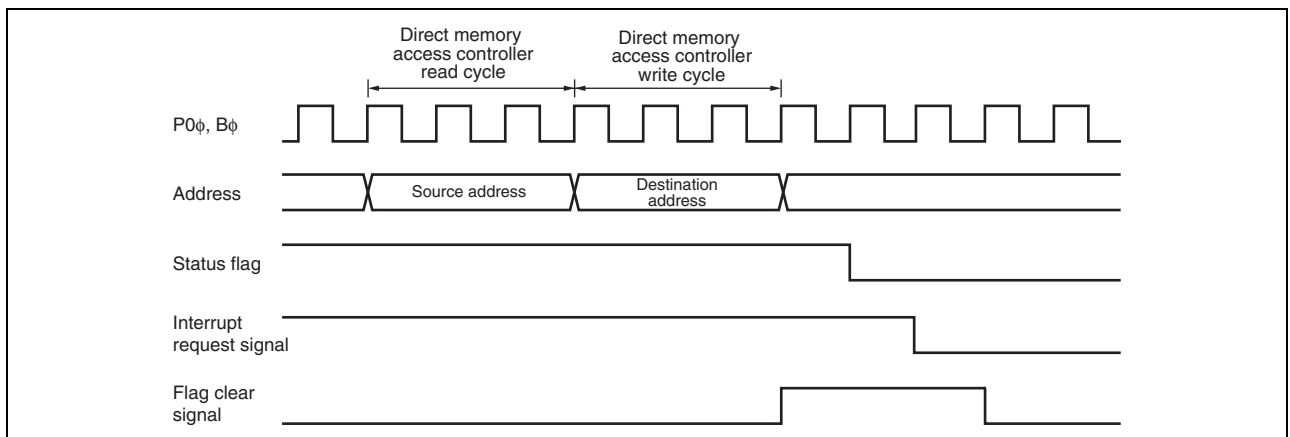 Direct memory
access controller
read cycle
Direct memory
access controller
write cycle
P0ϕ, Bϕ
Address
Source address
Destination
address
Status flag
Interrupt
request signal
Flag clear
signal